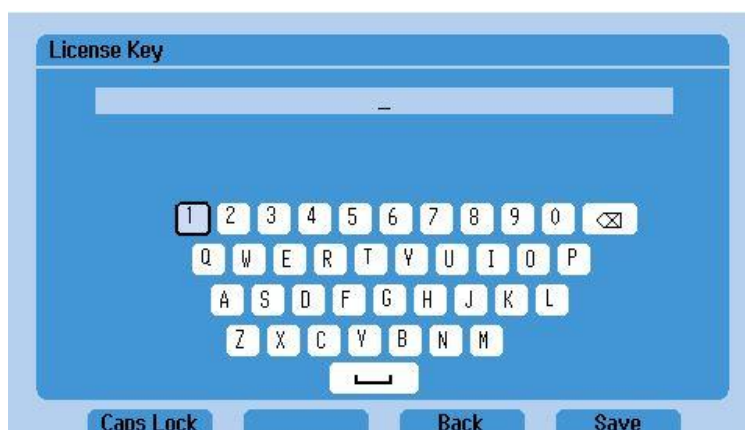 License Key
_
1 2 3 4 5 6 7 8 9 0
Q W E R T Y U I O P
A S D F G H J K L
Z X C V B N M
Caps Lock Back Save